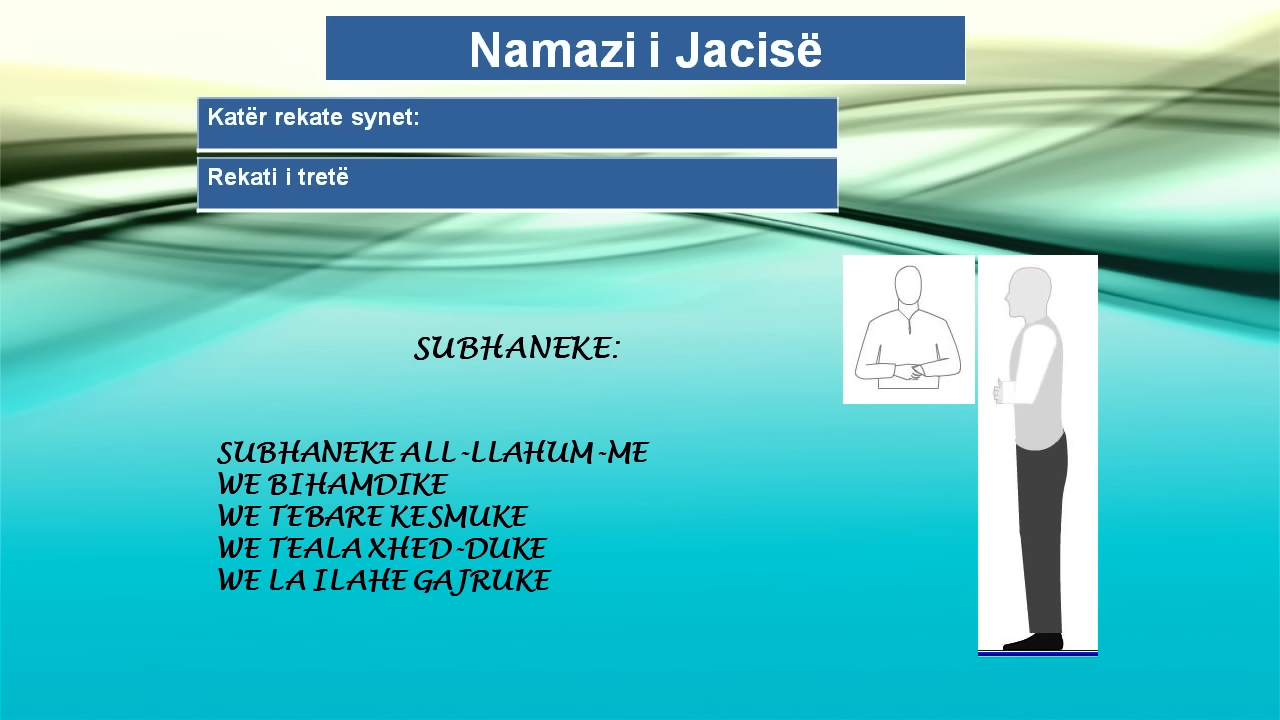 Namazi i Jacisë
Katër rekate synet:
Rekati i tretë
SUBHANEKE:
SUBHANEKE ALL-LLAHUM-ME
WE BIHAMDIKE
WE TEBARE KESMUKE
WE TEALA XHED-DUKE
WE LA ILAHE GAJRUKE